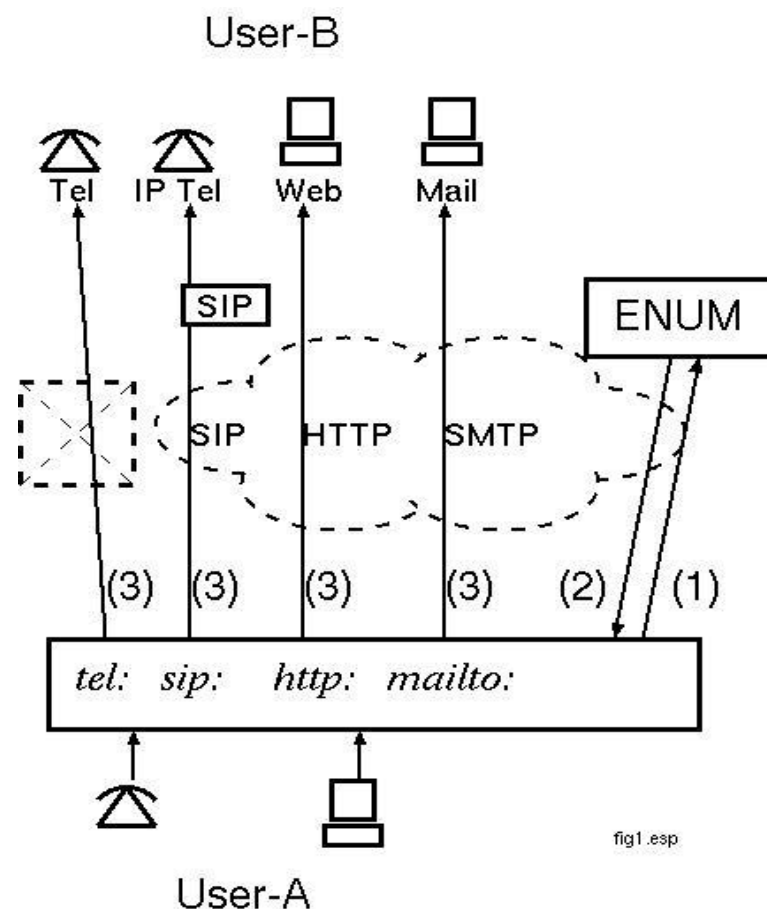 User-B
Tel IP Tel Web Mail
SIP
ENUM
SIP HTTP SMTP
(3) (3) (3) (3) (2) (1)
tel: sip: http: mailto:
fig1.esp
User-A